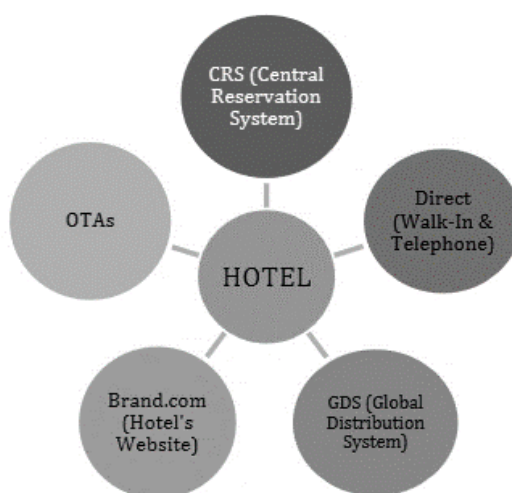 CRS (Central
Reservation
System)
Direct
(Walk-In &
Telephone)
OTAs
HOTEL
Brand.com
(Hotel's
Website)
GDS (Global
Distribution
System)